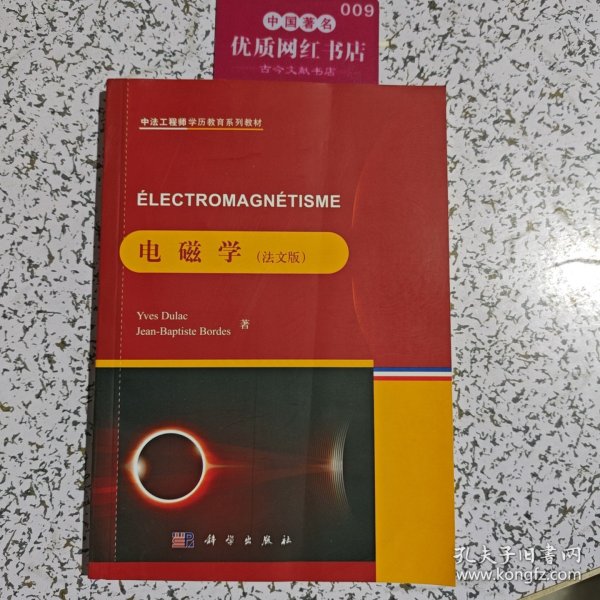 009
中国著名
优质网红书店
古今文献书店
中法工程师学历教育系列教材
ÉLECTROMAGNÉTISME
电磁学（法文版）
Yves Dulac
Jean-Baptiste Bordes 著
科学出版社
孔夫子旧书网
www.kongfz.com